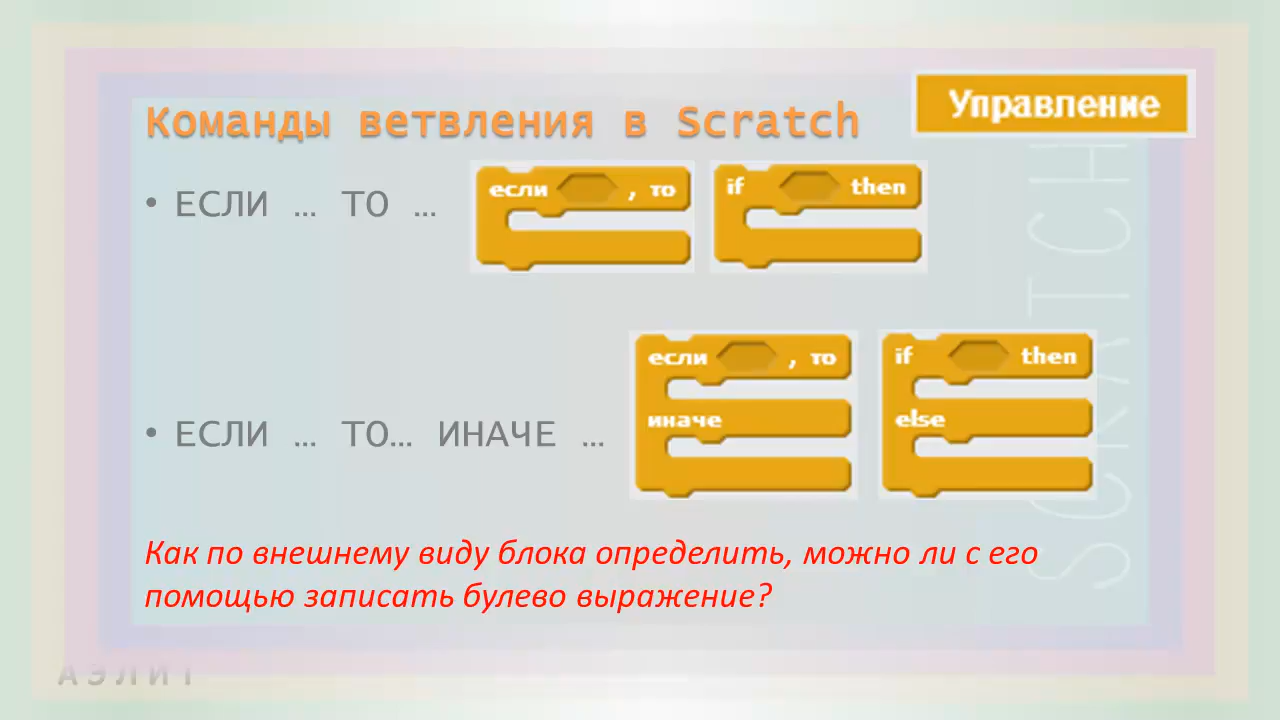 Команды ветвления в Scratch
Управление
• ЕСЛИ … ТО …
если , то
if then
• ЕСЛИ … ТО… ИНАЧЕ …
если , то
иначе
if then
else
Как по внешнему виду блока определить, можно ли с его
помощью записать булево выражение?
SCRATCH
АЭЛИТ